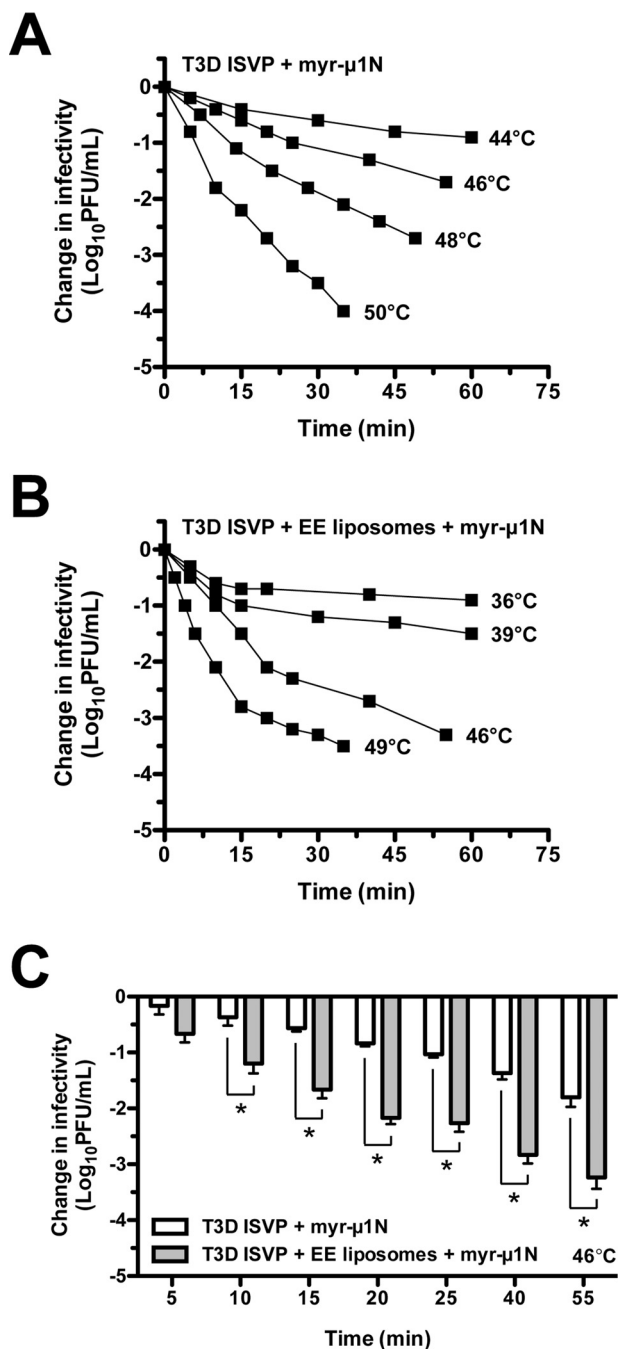 A
T3D ISVP + myr-µ1N
Change in infectivity
(Log10PFU/mL)
0
-1
-2
-3
-4
-5
44°C
46°C
48°C
50°C
0 15 30 45 60 75
Time (min)
B
T3D ISVP + EE liposomes + myr-µ1N
Change in infectivity
(Log10PFU/mL)
0
-1
-2
-3
-4
-5
36°C
39°C
46°C
49°C
0 15 30 45 60 75
Time (min)
C
Change in infectivity
(Log10PFU/mL)
0
-1
-2
-3
-4
-5
* * * * * *
T3D ISVP + myr-µ1N
T3D ISVP + EE liposomes + myr-µ1N 46°C
5 10 15 20 25 40 55
Time (min)